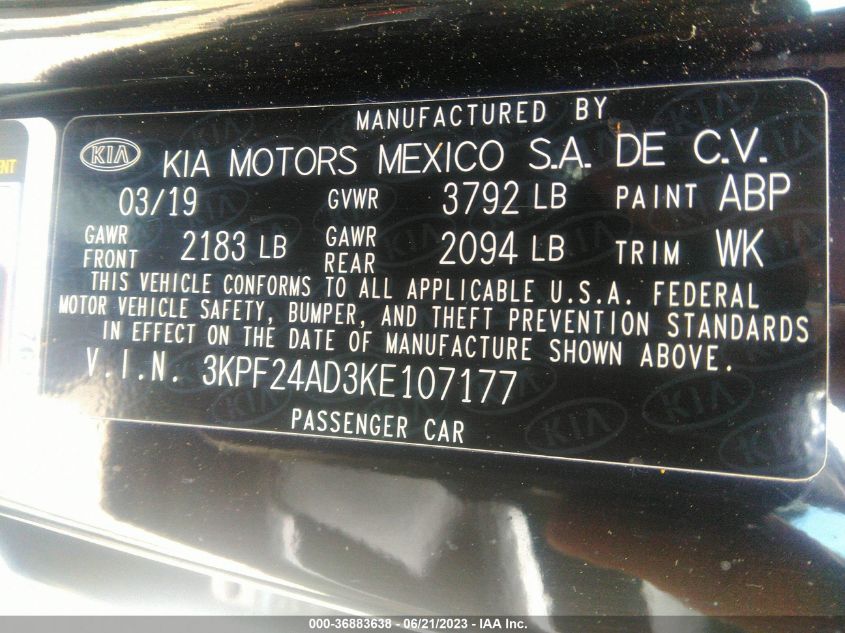 MANUFACTURED BY
KIA KIA MOTORS MEXICO S.A. DE C.V.
03/19 GVWR 3792 LB PAINT ABP
GAWR FRONT 2183 LB GAWR REAR 2094 LB TRIM WK
THIS VEHICLE CONFORMS TO ALL APPLICABLE U.S.A. FEDERAL
MOTOR VEHICLE SAFETY, BUMPER, AND THEFT PREVENTION STANDARDS
IN EFFECT ON THE DATE OF MANUFACTURE SHOWN ABOVE.
V.I.N. 3KPF24AD3KE107177
PASSENGER CAR
000-36883638 - 06/21/2023 - IAA Inc.